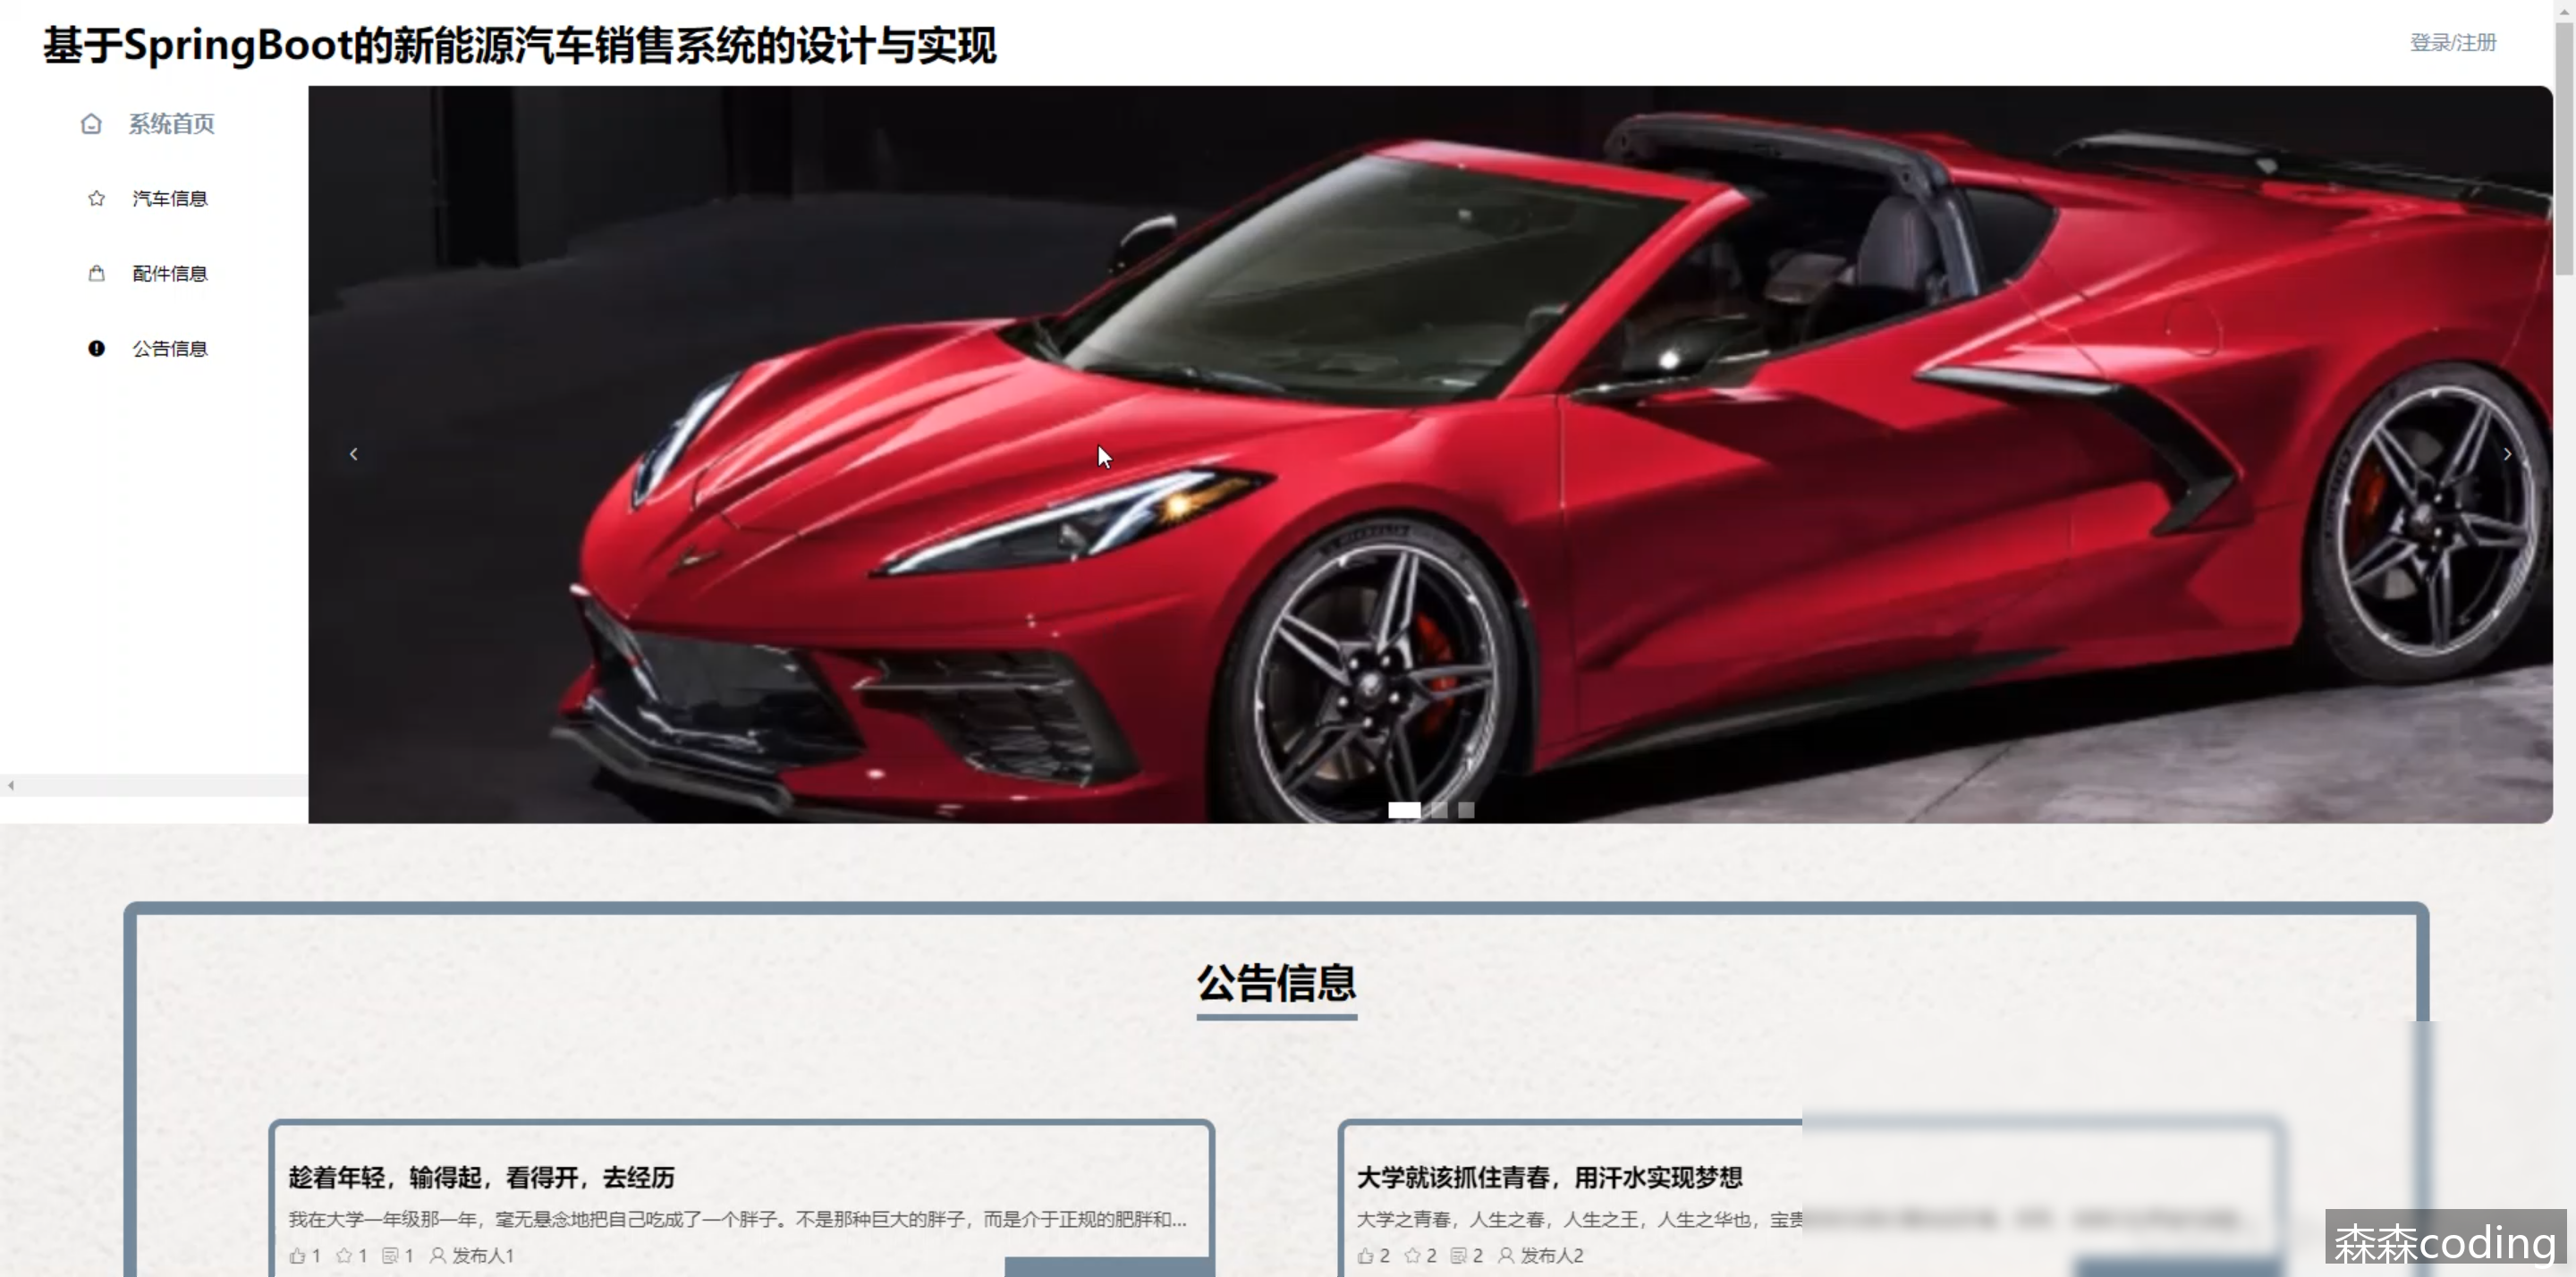 基于SpringBoot的新能源汽车销售系统的设计与实现
登录/注册
系统首页
汽车信息
配件信息
公告信息
公告信息
趁着年轻，输得起，看得开，去经历
我在大学一年级那一年，毫无悬念地把自己吃成了一个胖子。不是那种巨大的胖子，而是介于正规的肥胖和...
1 1 1 发布人1
大学就该抓住青春，用汗水实现梦想
大学之青春，人生之春，人生之王，人生之华也，宝贵
2 2 2 发布人2
森森coding